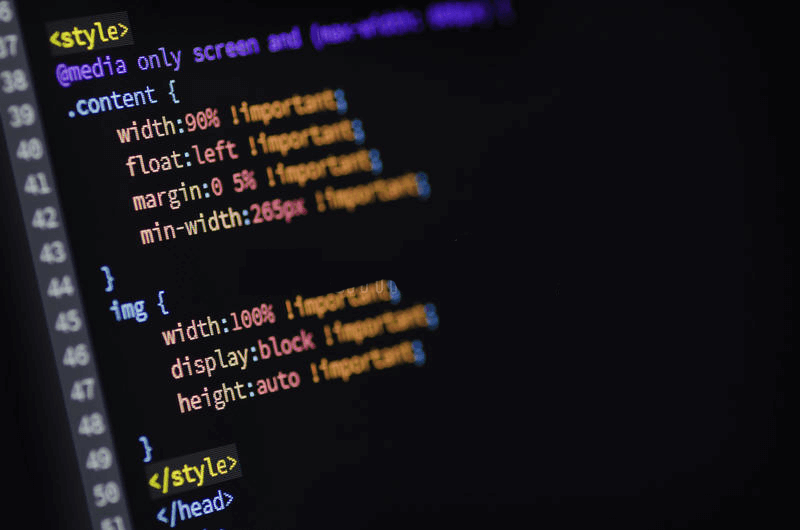 37 <style>
38 @media only screen and (max-width:
39 .content {
40 width:90% !important;
41 float:left !important;
42 margin:0 5% !important;
43 min-width:265px !important;
44 }
45 img {
46 width:100% !important;
47 display:block !important;
48 height:auto !important;
49 }
50 </style>
51 </head>